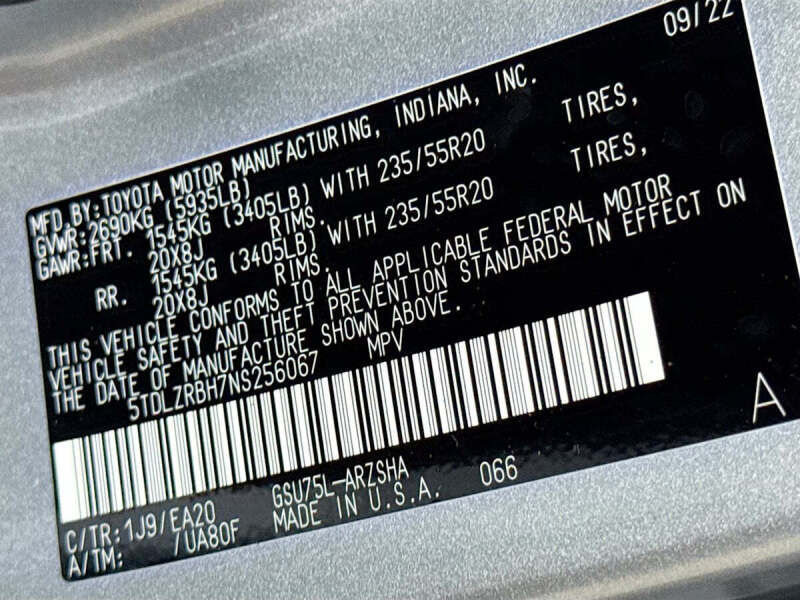 09/22
MFD.BY:TOYOTA MOTOR MANUFACTURING, INDIANA, INC.
GVWR:2690KG (5935LB)
GAWR:FRT. 1545KG (3405LB) WITH 235/55R20 TIRES,
20X8J RIMS.
RR. 1545KG (3405LB) WITH 235/55R20 TIRES,
20X8J RIMS.
THIS VEHICLE CONFORMS TO ALL APPLICABLE FEDERAL MOTOR
VEHICLE SAFETY AND THEFT PREVENTION STANDARDS IN EFFECT ON
THE DATE OF MANUFACTURE SHOWN ABOVE.
5TDLZRBH7NS256067 MPV
A
C/TR:1J9/EA20 GSU75L-ARZSHA
A/TM: /UA80F MADE IN U.S.A. 066